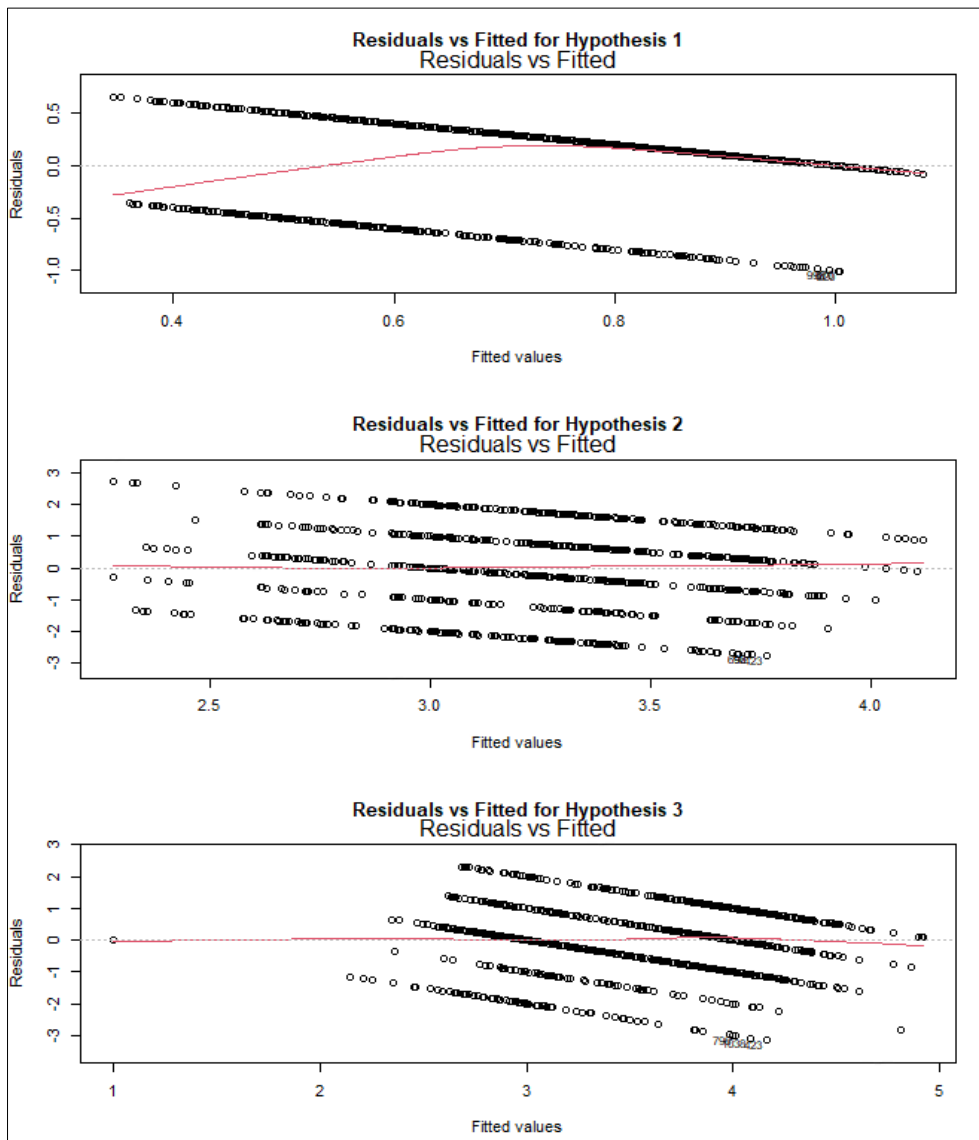 Residuals vs Fitted for Hypothesis 1
Residuals vs Fitted
Residuals
0.5
0.0
-0.5
-1.0
0.4
0.6
0.8
1.0
Fitted values
Residuals vs Fitted for Hypothesis 2
Residuals vs Fitted
Residuals
3
2
1
0
-1
-2
-3
2.5
3.0
3.5
4.0
Fitted values
Residuals vs Fitted for Hypothesis 3
Residuals vs Fitted
Residuals
3
2
1
0
-1
-2
-3
1
2
3
4
5
Fitted values